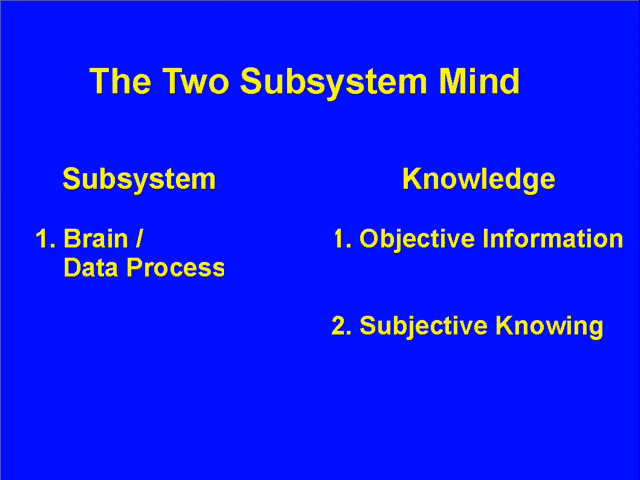 The Two Subsystem Mind
Subsystem
Knowledge
1. Brain /
Data Process
1. Objective Information
2. Subjective Knowing